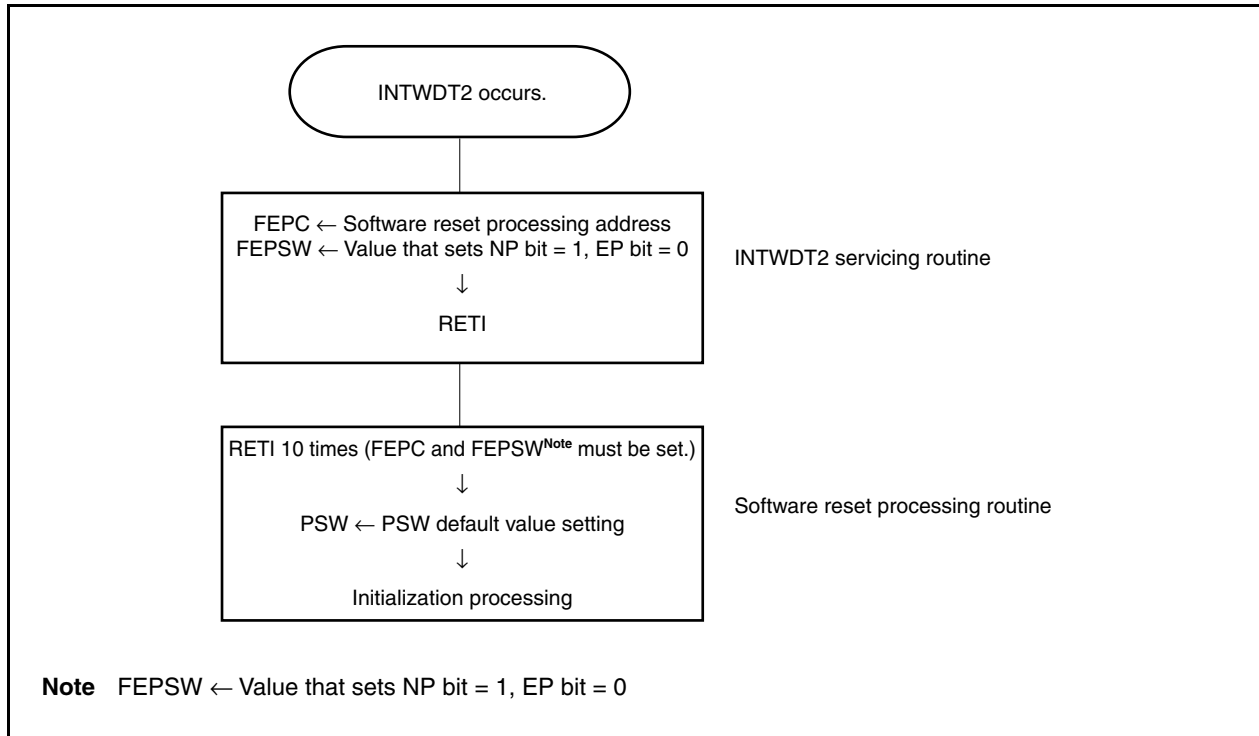 INTWDT2 occurs.
FEPC ← Software reset processing address
FEPSW ← Value that sets NP bit = 1, EP bit = 0
↓
RETI
INTWDT2 servicing routine
RETI 10 times (FEPC and FEPSWNote must be set.)
↓
PSW ← PSW default value setting
↓
Initialization processing
Software reset processing routine
Note FEPSW ← Value that sets NP bit = 1, EP bit = 0